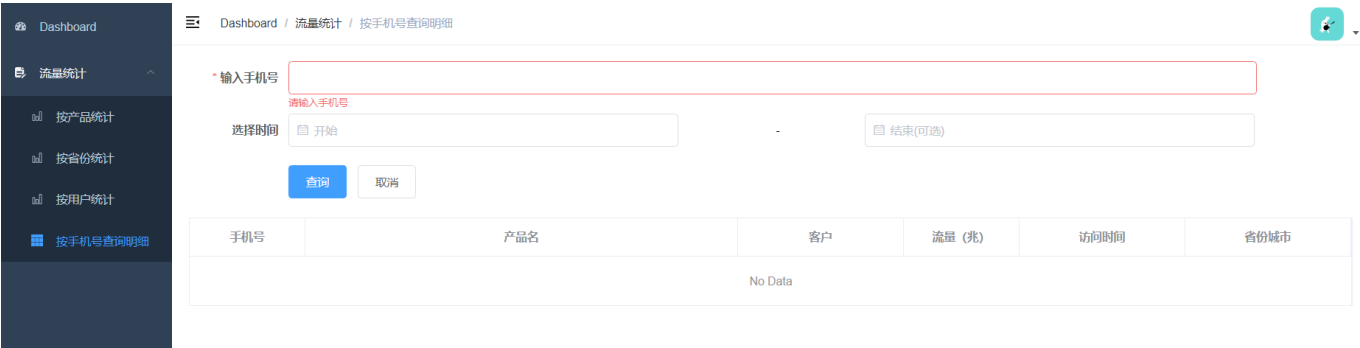 Dashboard
流量统计
按产品统计
按省份统计
按用户统计
按手机号查询明细
Dashboard / 流量统计 / 按手机号查询明细
* 输入手机号
请输入手机号
选择时间 开始 - 结束(可选)
查询 取消
手机号 产品名 客户 流量 (兆) 访问时间 省份城市
No Data